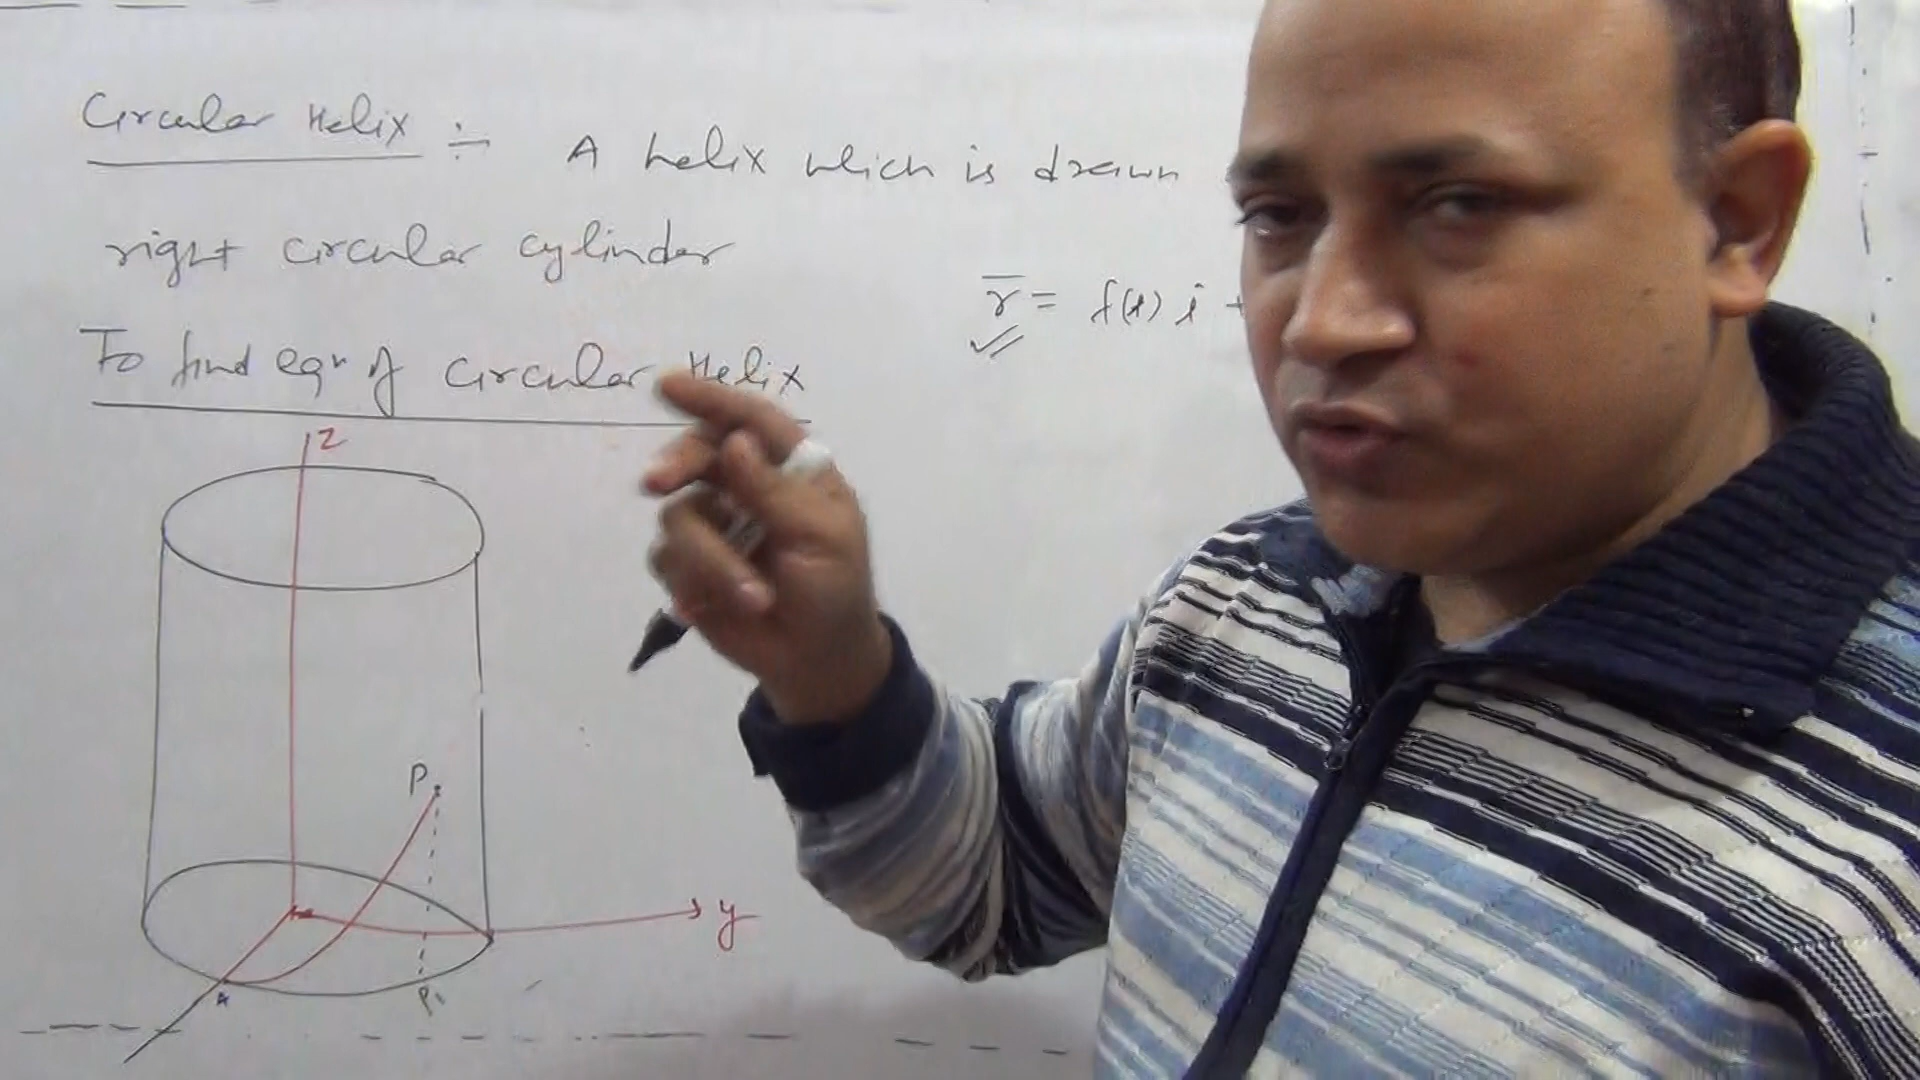 Circular Helix ÷ A helix which is drawn
right circular cylinder
r̅ = f(t) i +
To find eqⁿ of Circular Helix
z
P
y
A
P₁